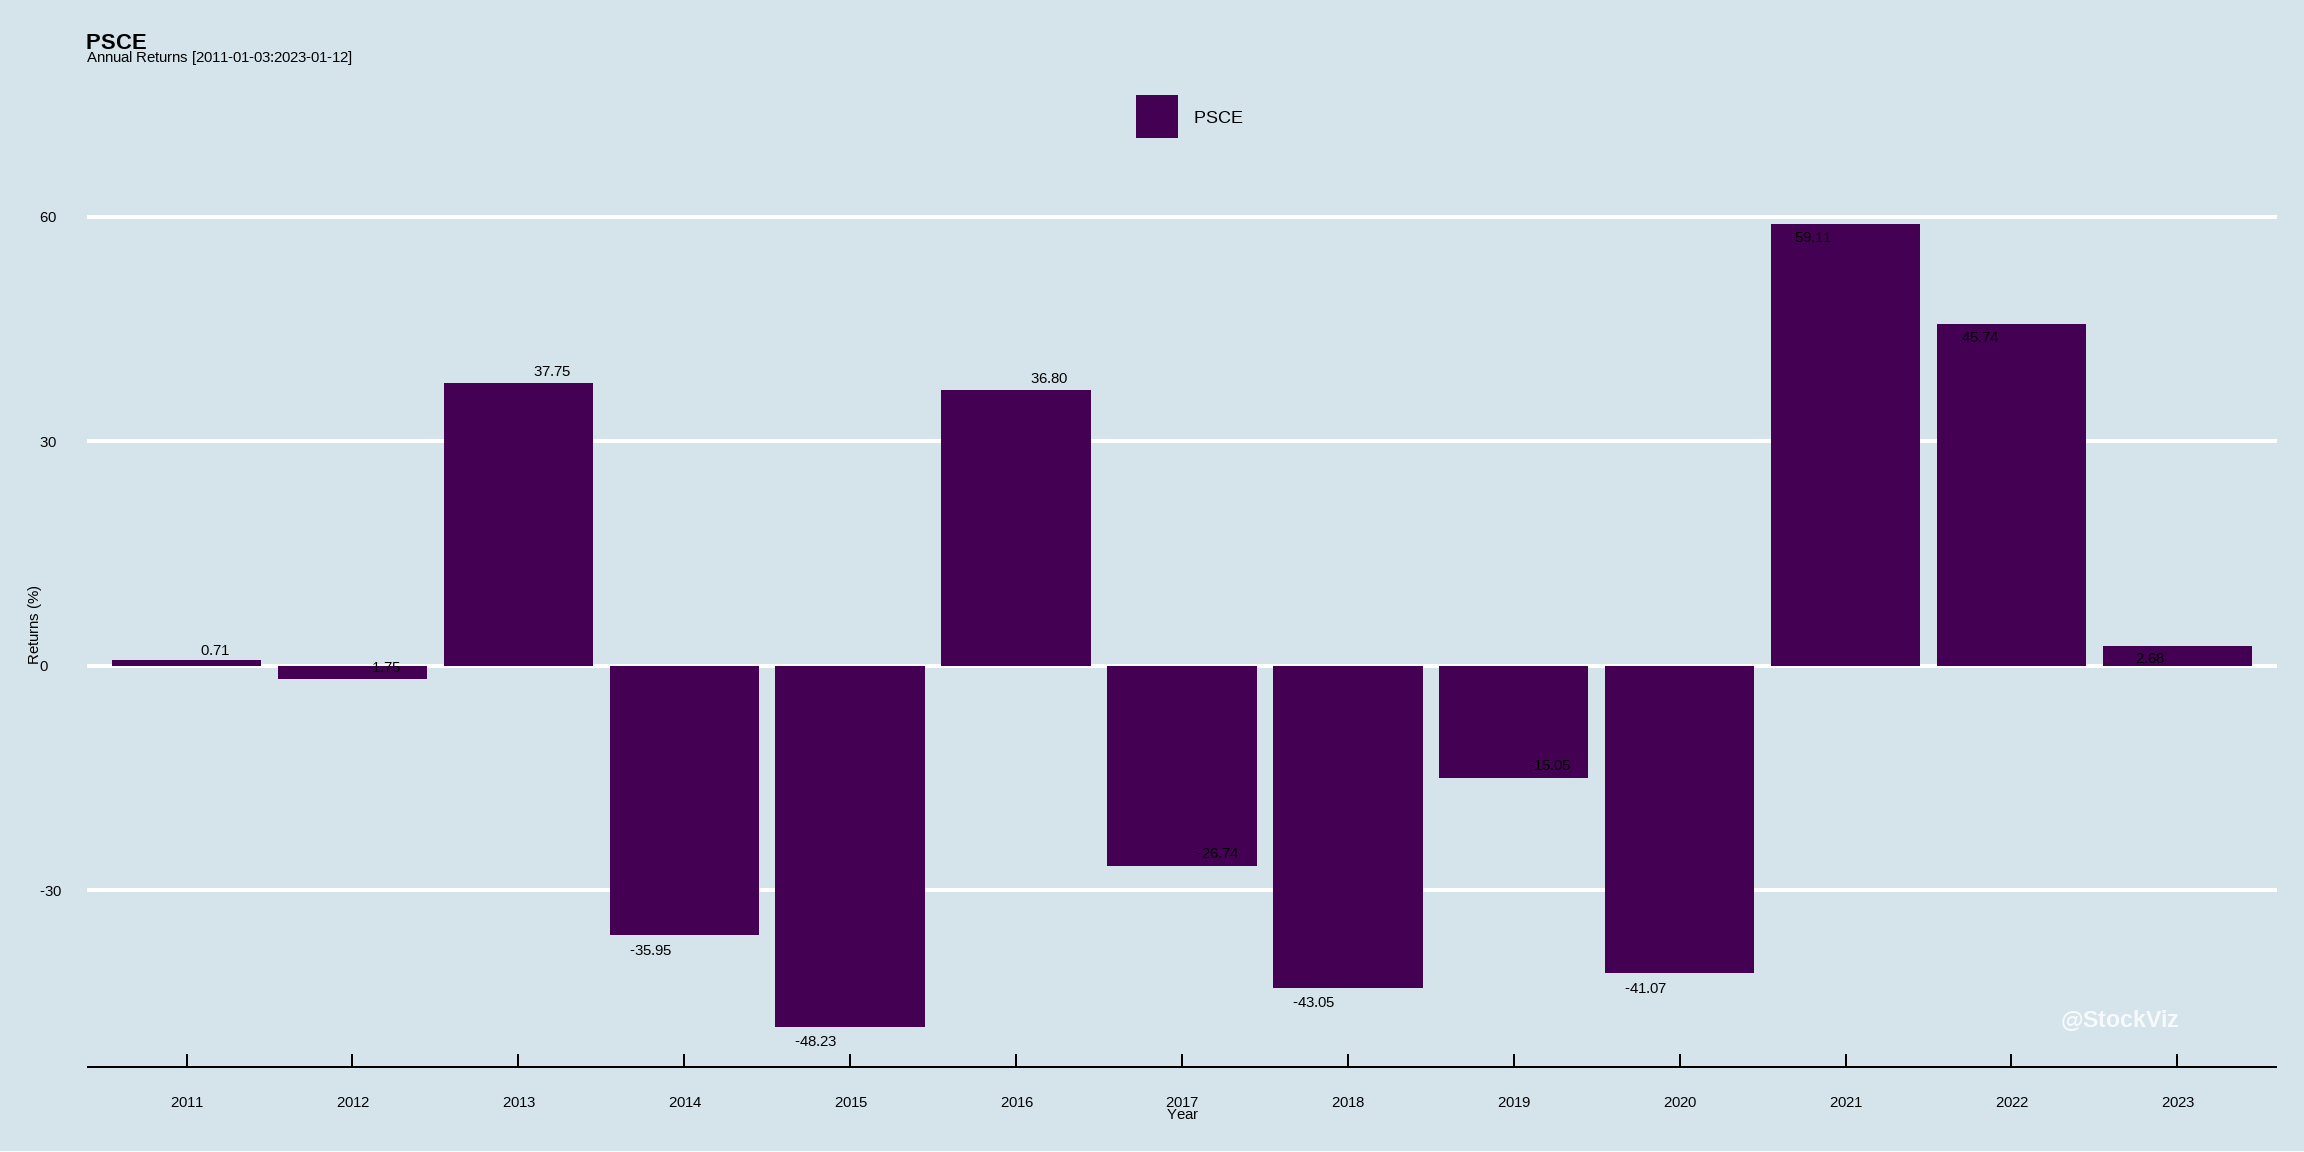 PSCE
Annual Returns [2011-01-03:2023-01-12]
PSCE
60
59.11
45.74
37.75
36.80
30
Returns (%)
0.71
2.68
0
-1.75
-15.05
-26.74
-30
-35.95
-41.07
-43.05
@StockViz
-48.23
2011 2012 2013 2014 2015 2016 2017 2018 2019 2020 2021 2022 2023
Year